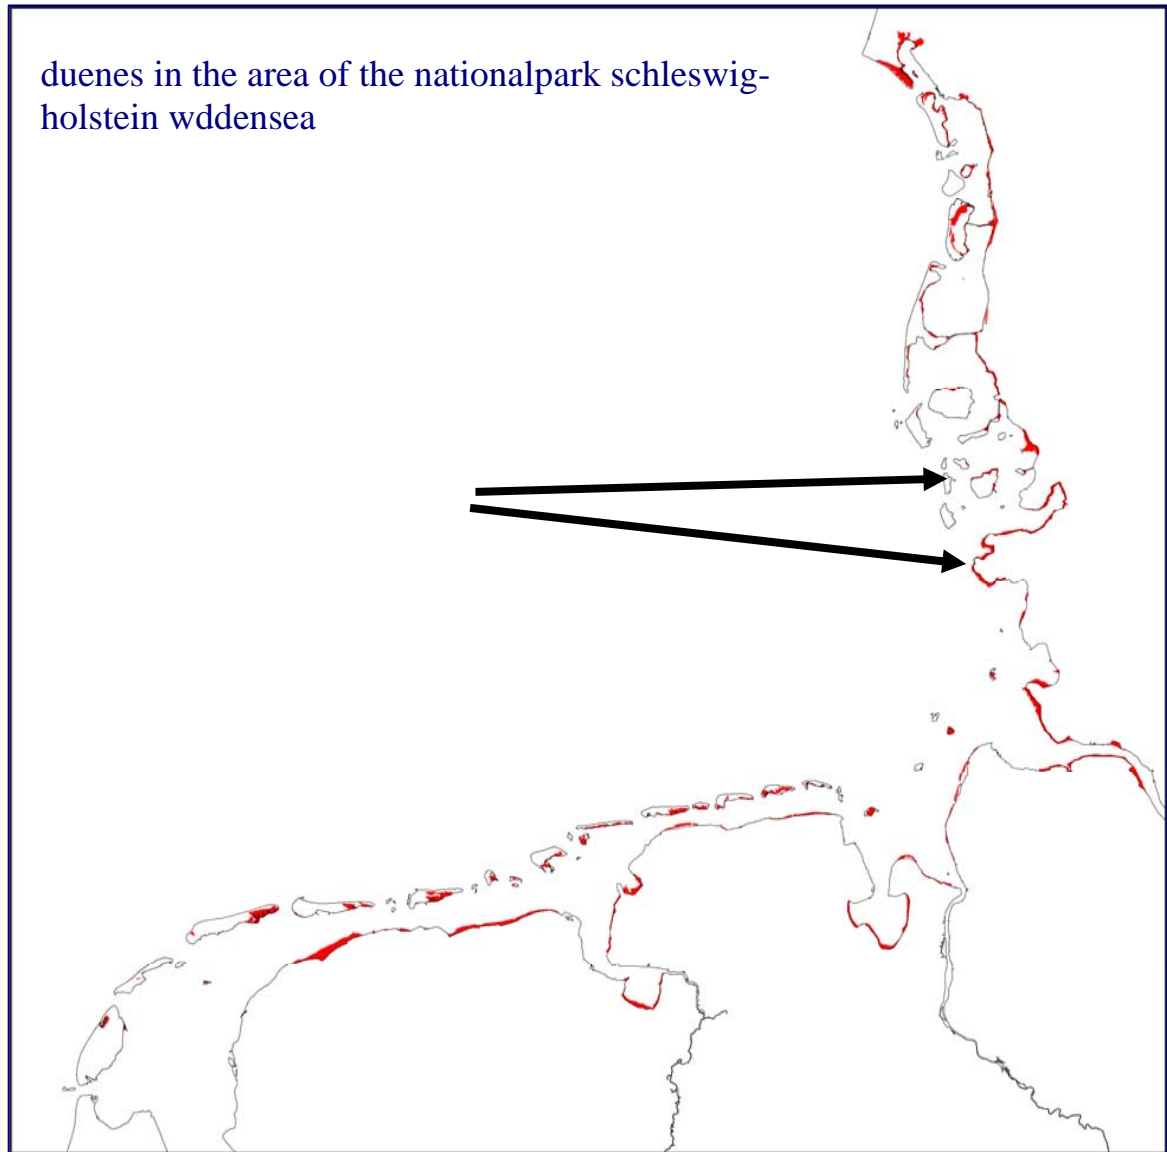 duenes in the area of the nationalpark schleswig-
holstein wddensea